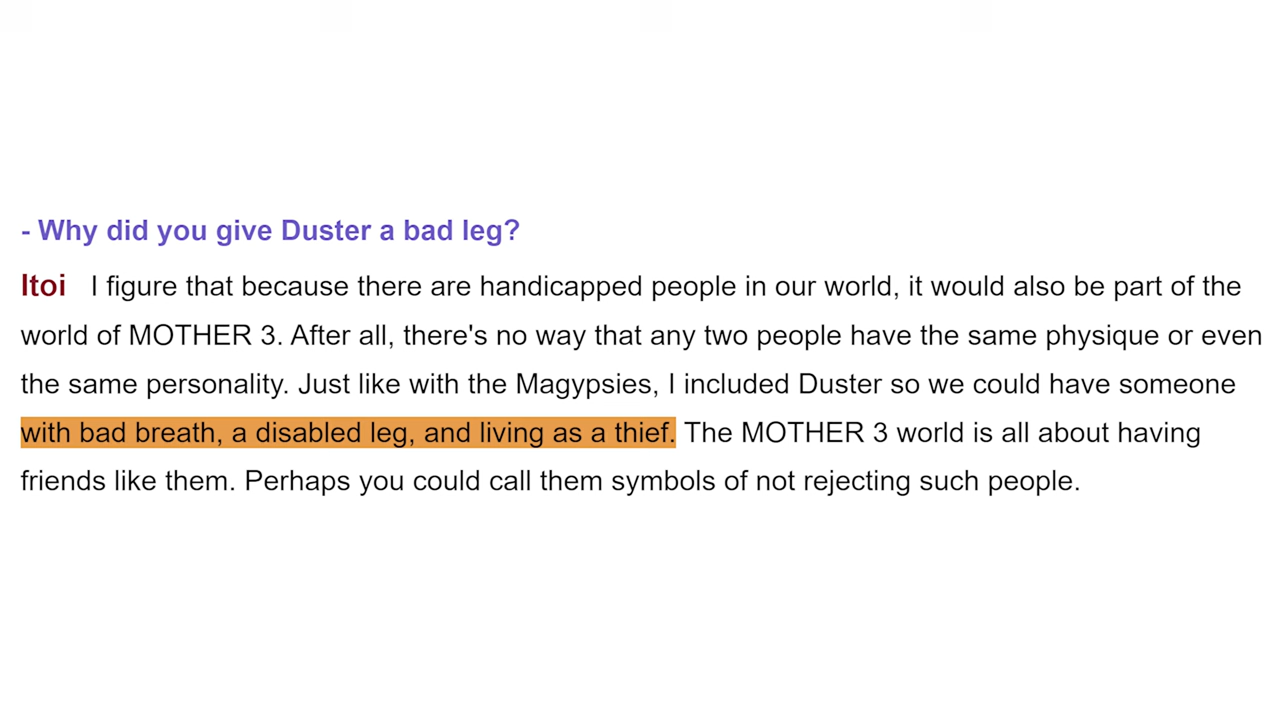 - Why did you give Duster a bad leg?
Itoi I figure that because there are handicapped people in our world, it would also be part of the
world of MOTHER 3. After all, there's no way that any two people have the same physique or even
the same personality. Just like with the Magypsies, I included Duster so we could have someone
with bad breath, a disabled leg, and living as a thief. The MOTHER 3 world is all about having
friends like them. Perhaps you could call them symbols of not rejecting such people.